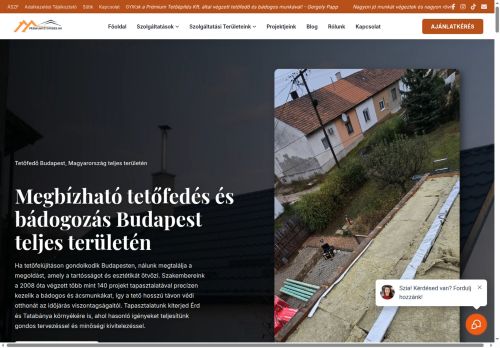 ÁSZF Adatkezelési Tájékoztató Sütik Kapcsolat GYIK a Prémium Tetőépítés Kft. által végzett tetőfedő és bádogos munkával! - Gergely Papp Nagyon jó munkát végeztek és nagyon
Főoldal Szolgáltatások Szolgáltatási Területeink Projektjeink Blog Rólunk Kapcsolat AJÁNLATKÉRÉS
Tetőfedő Budapest, Magyarország teljes területén
Megbízható tetőfedés és
bádogozás Budapest
teljes területén
Ha tetőfelújításon gondolkodik Budapesten, nálunk megtalálja a
megoldást, amely a tartósságot és esztétikát ötvözi. Szakembereink
a 2008 óta végzett több mint 140 projekt tapasztalatával precízen
kezelik a bádogos és ácsmunkákat, így a tető hosszú távon védi
otthonát az időjárás viszontagságaitól. Tapasztalatunk kiterjed Érd
és Tatabánya környékére is, ahol hasonló igényeket teljesítünk
gondos tervezéssel és minőségi kivitelezéssel.
Szia! Kérdésed van? Fordulj
hozzánk!